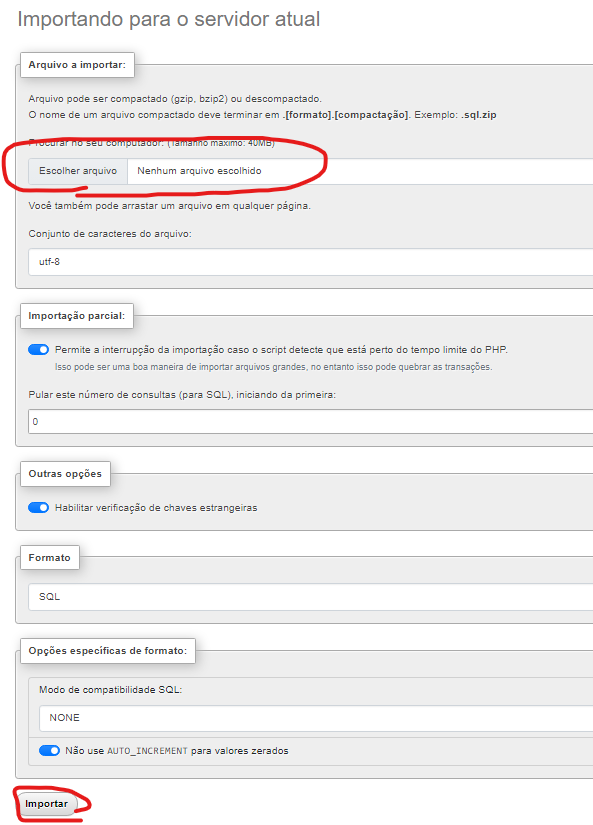 Importando para o servidor atual
Arquivo a importar:
Arquivo pode ser compactado (gzip, bzip2) ou descompactado.
O nome de um arquivo compactado deve terminar em .[formato].[compactação]. Exemplo: .sql.zip
Procurar no seu computador: (Tamanho máximo: 40MB)
Escolher arquivo Nenhum arquivo escolhido
Você também pode arrastar um arquivo em qualquer página.
Conjunto de caracteres do arquivo:
utf-8
Importação parcial:
Permite a interrupção da importação caso o script detecte que está perto do tempo limite do PHP.
Isso pode ser uma boa maneira de importar arquivos grandes, no entanto isso pode quebrar as transações.
Pular este número de consultas (para SQL), iniciando da primeira:
0
Outras opções
Habilitar verificação de chaves estrangeiras
Formato
SQL
Opções específicas de formato:
Modo de compatibilidade SQL:
NONE
Não use AUTO_INCREMENT para valores zerados
Importar